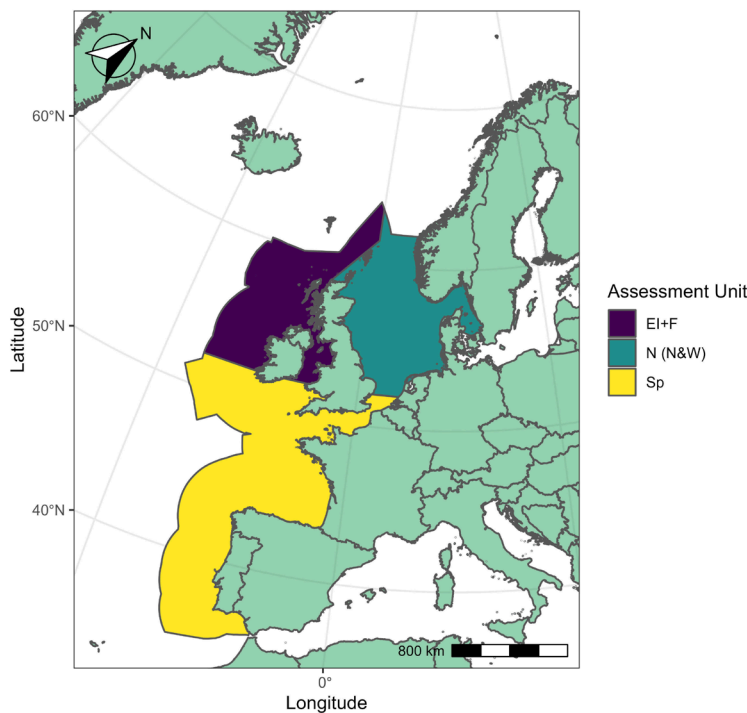 N
60°N
50°N
40°N
Latitude
800 km
0°
Longitude
Assessment Unit
EI+F
N (N&W)
Sp